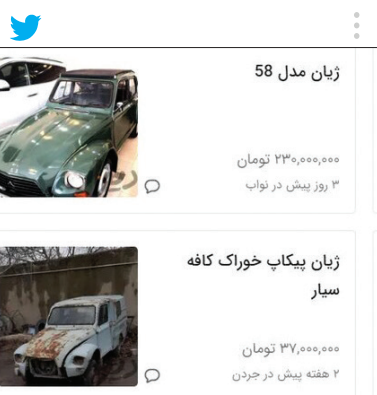 ژیان مدل 58
۲۳۰,۰۰۰,۰۰۰ تومان
۳ روز پیش در نواب
ژیان پیکاپ خوراک کافه
سیار
۳۷,۰۰۰,۰۰۰ تومان
۲ هفته پیش در جردن